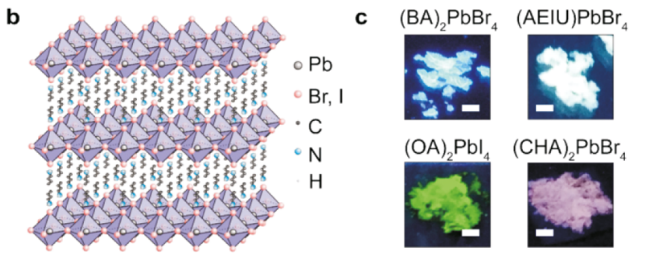 b
Pb
Br, I
C
N
H
c
(BA)₂PbBr₄
(AEIU)PbBr₄
(OA)₂PbI₄
(CHA)₂PbBr₄